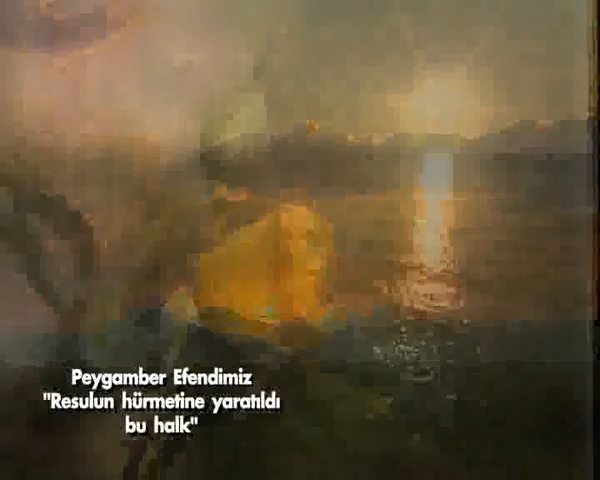 Peygamber Efendimiz
"Resulun hürmetine yaratıldı
bu halk"